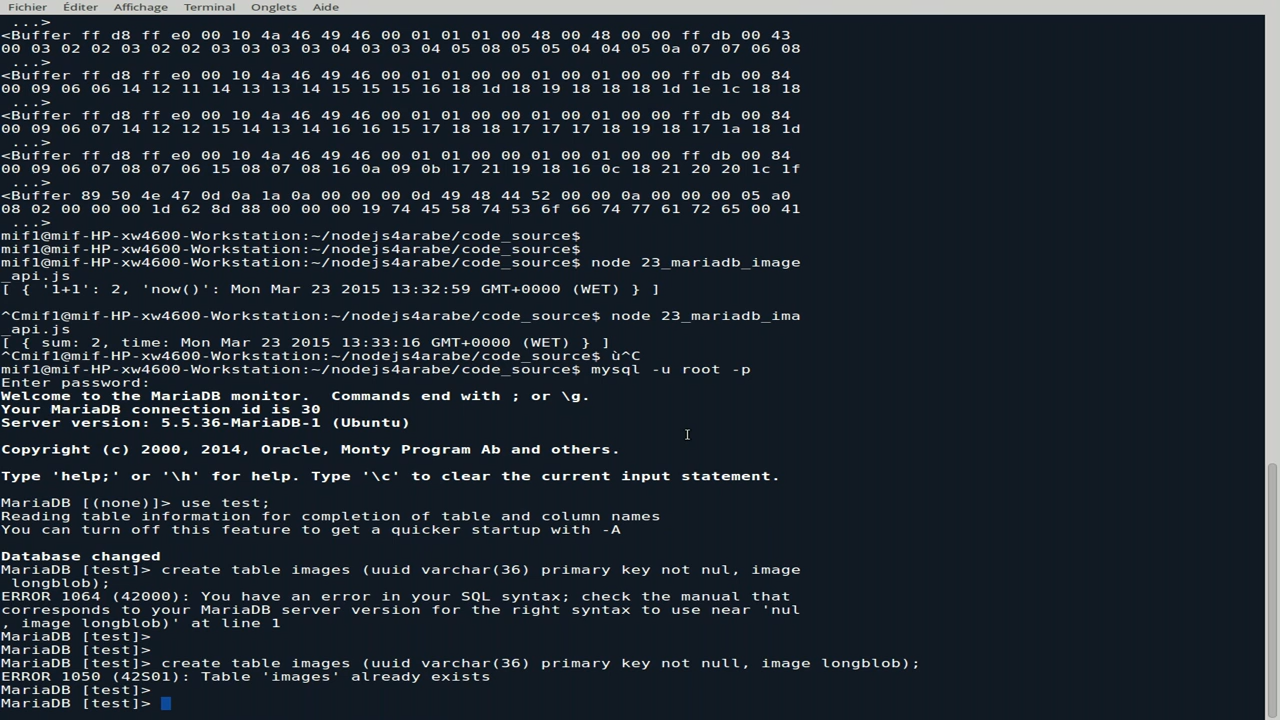 Fichier Éditer Affichage Terminal Onglets Aide
...>
<Buffer ff d8 ff e0 00 10 4a 46 49 46 00 01 01 01 00 48 00 48 00 00 ff db 00 43
00 03 02 02 03 02 02 03 03 03 03 04 03 03 04 05 08 05 05 04 04 05 0a 07 07 06 08
...>
<Buffer ff d8 ff e0 00 10 4a 46 49 46 00 01 01 00 00 01 00 01 00 00 ff db 00 84
00 09 06 06 14 12 11 14 13 13 14 15 15 15 16 18 1d 18 19 18 18 18 1d 1e 1c 18 18
...>
<Buffer ff d8 ff e0 00 10 4a 46 49 46 00 01 01 00 00 01 00 01 00 00 ff db 00 84
00 09 06 07 14 12 12 15 14 13 14 16 16 15 17 18 18 17 17 17 18 19 18 17 1a 18 1d
...>
<Buffer ff d8 ff e0 00 10 4a 46 49 46 00 01 01 00 00 01 00 01 00 00 ff db 00 84
00 09 06 07 08 07 06 15 08 07 08 16 0a 09 0b 17 21 19 18 16 0c 18 21 20 20 1c 1f
...>
<Buffer 89 50 4e 47 0d 0a 1a 0a 00 00 00 0d 49 48 44 52 00 00 0a 00 00 00 05 a0
08 02 00 00 00 1d 62 8d 88 00 00 00 19 74 45 58 74 53 6f 66 74 77 61 72 65 00 41
...>
mif1@mif-HP-xw4600-Workstation:~/nodejs4arabe/code_source$
mif1@mif-HP-xw4600-Workstation:~/nodejs4arabe/code_source$
mif1@mif-HP-xw4600-Workstation:~/nodejs4arabe/code_source$ node 23_mariadb_image
_api.js
[ { '1+1': 2, 'now()': Mon Mar 23 2015 13:32:59 GMT+0000 (WET) } ]
^Cmif1@mif-HP-xw4600-Workstation:~/nodejs4arabe/code_source$ node 23_mariadb_ima
_api.js
[ { sum: 2, time: Mon Mar 23 2015 13:33:16 GMT+0000 (WET) } ]
^Cmif1@mif-HP-xw4600-Workstation:~/nodejs4arabe/code_source$ ù^C
mif1@mif-HP-xw4600-Workstation:~/nodejs4arabe/code_source$ mysql -u root -p
Enter password:
Welcome to the MariaDB monitor.  Commands end with ; or \g.
Your MariaDB connection id is 30
Server version: 5.5.36-MariaDB-1 (Ubuntu)
Copyright (c) 2000, 2014, Oracle, Monty Program Ab and others.
Type 'help;' or '\h' for help. Type '\c' to clear the current input statement.
MariaDB [(none)]> use test;
Reading table information for completion of table and column names
You can turn off this feature to get a quicker startup with -A
Database changed
MariaDB [test]> create table images (uuid varchar(36) primary key not nul, image
longblob);
ERROR 1064 (42000): You have an error in your SQL syntax; check the manual that
corresponds to your MariaDB server version for the right syntax to use near 'nul
, image longblob)' at line 1
MariaDB [test]>
MariaDB [test]>
MariaDB [test]> create table images (uuid varchar(36) primary key not null, image longblob);
ERROR 1050 (42S01): Table 'images' already exists
MariaDB [test]>
MariaDB [test]>